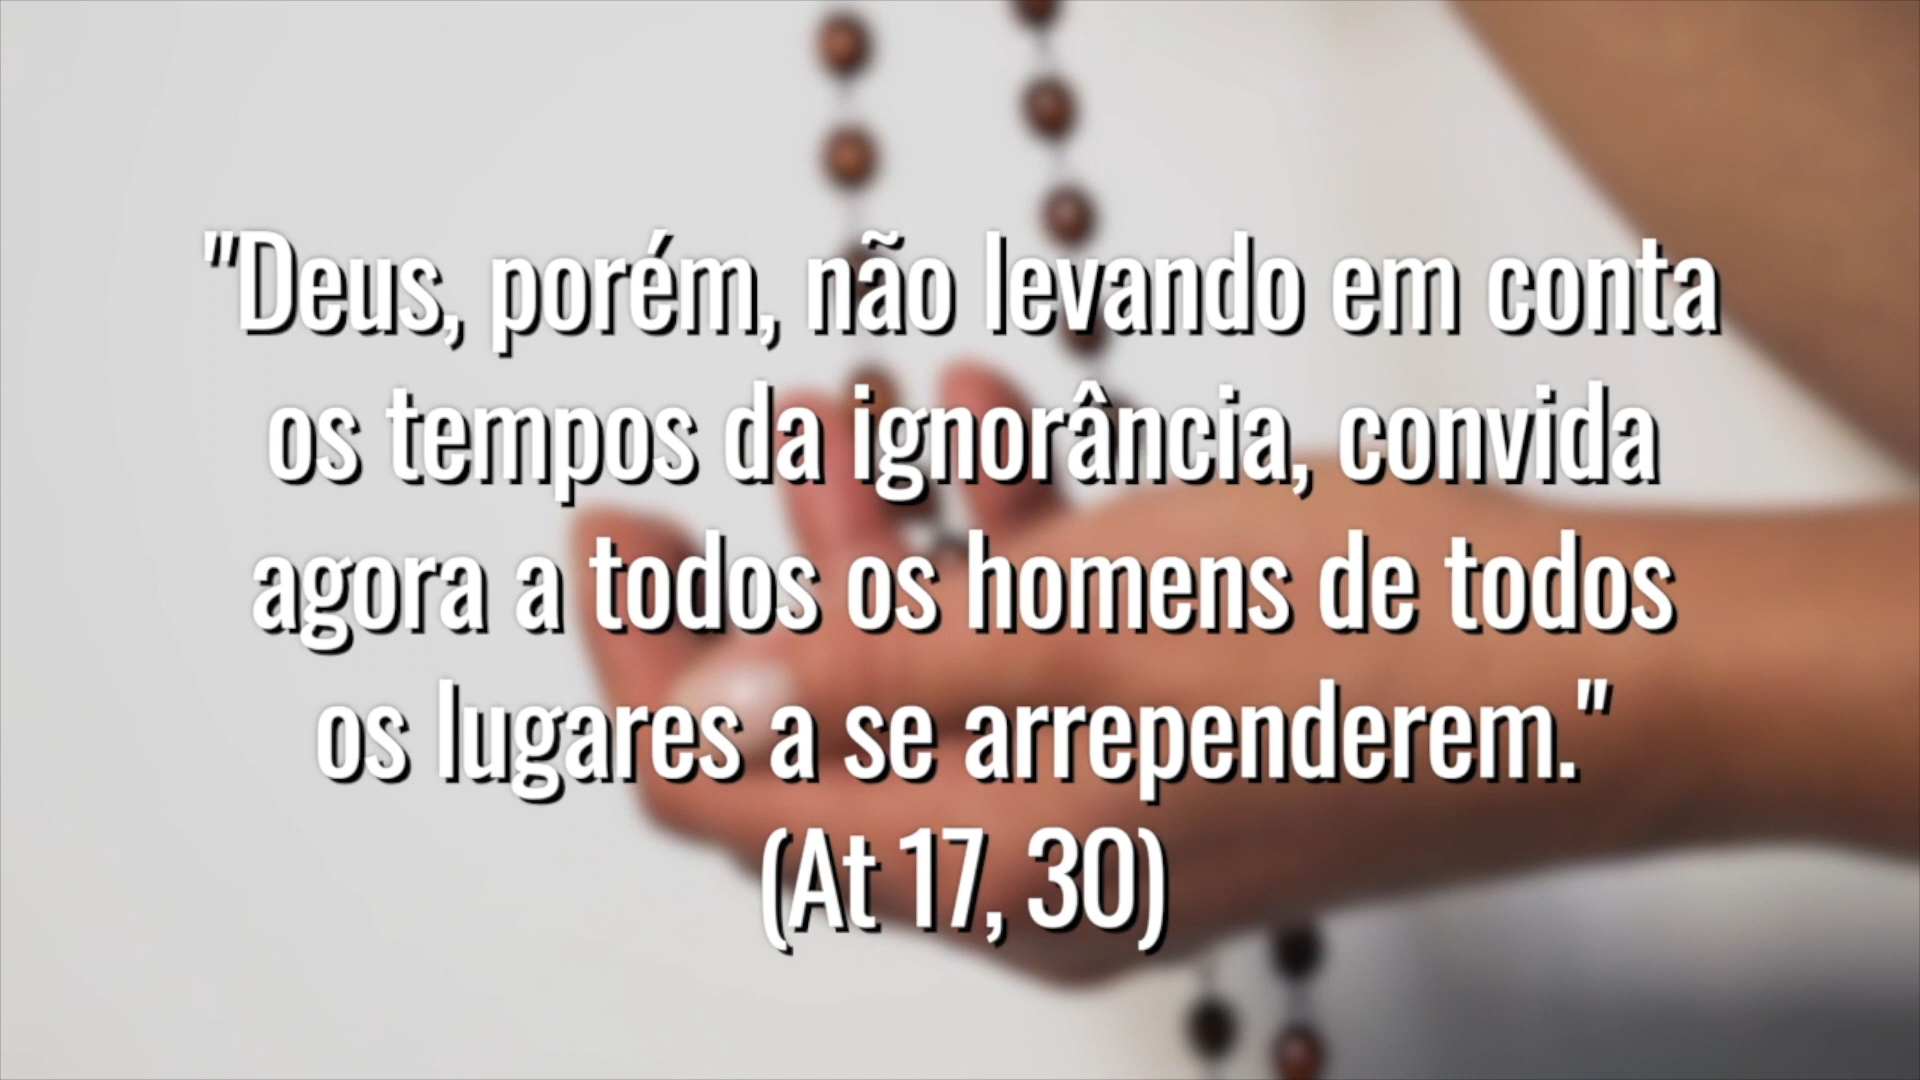 "Deus, porém, não levando em conta
os tempos da ignorância, convida
agora a todos os homens de todos
os lugares a se arrependerem."
(At 17, 30)